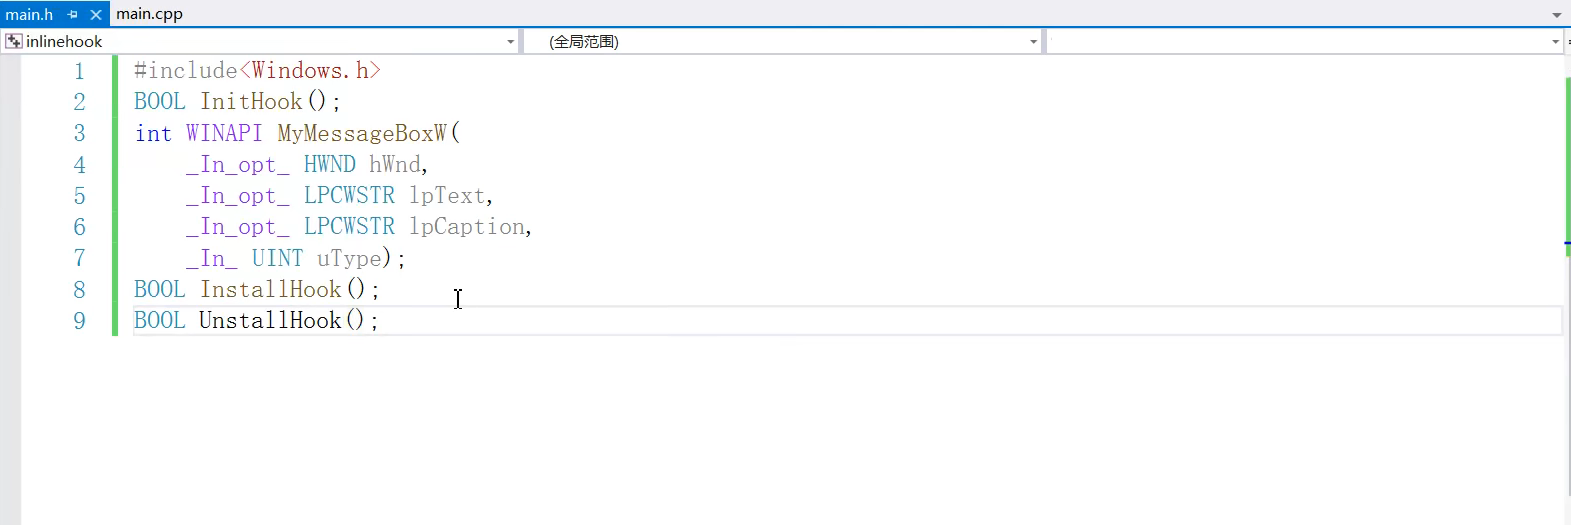 main.h
main.cpp
inlinehook
(全局范围)
1 #include<Windows.h>
2 BOOL InitHook();
3 int WINAPI MyMessageBoxW(
4 _In_opt_ HWND hWnd,
5 _In_opt_ LPCWSTR lpText,
6 _In_opt_ LPCWSTR lpCaption,
7 _In_ UINT uType);
8 BOOL InstallHook();
9 BOOL UnstallHook();